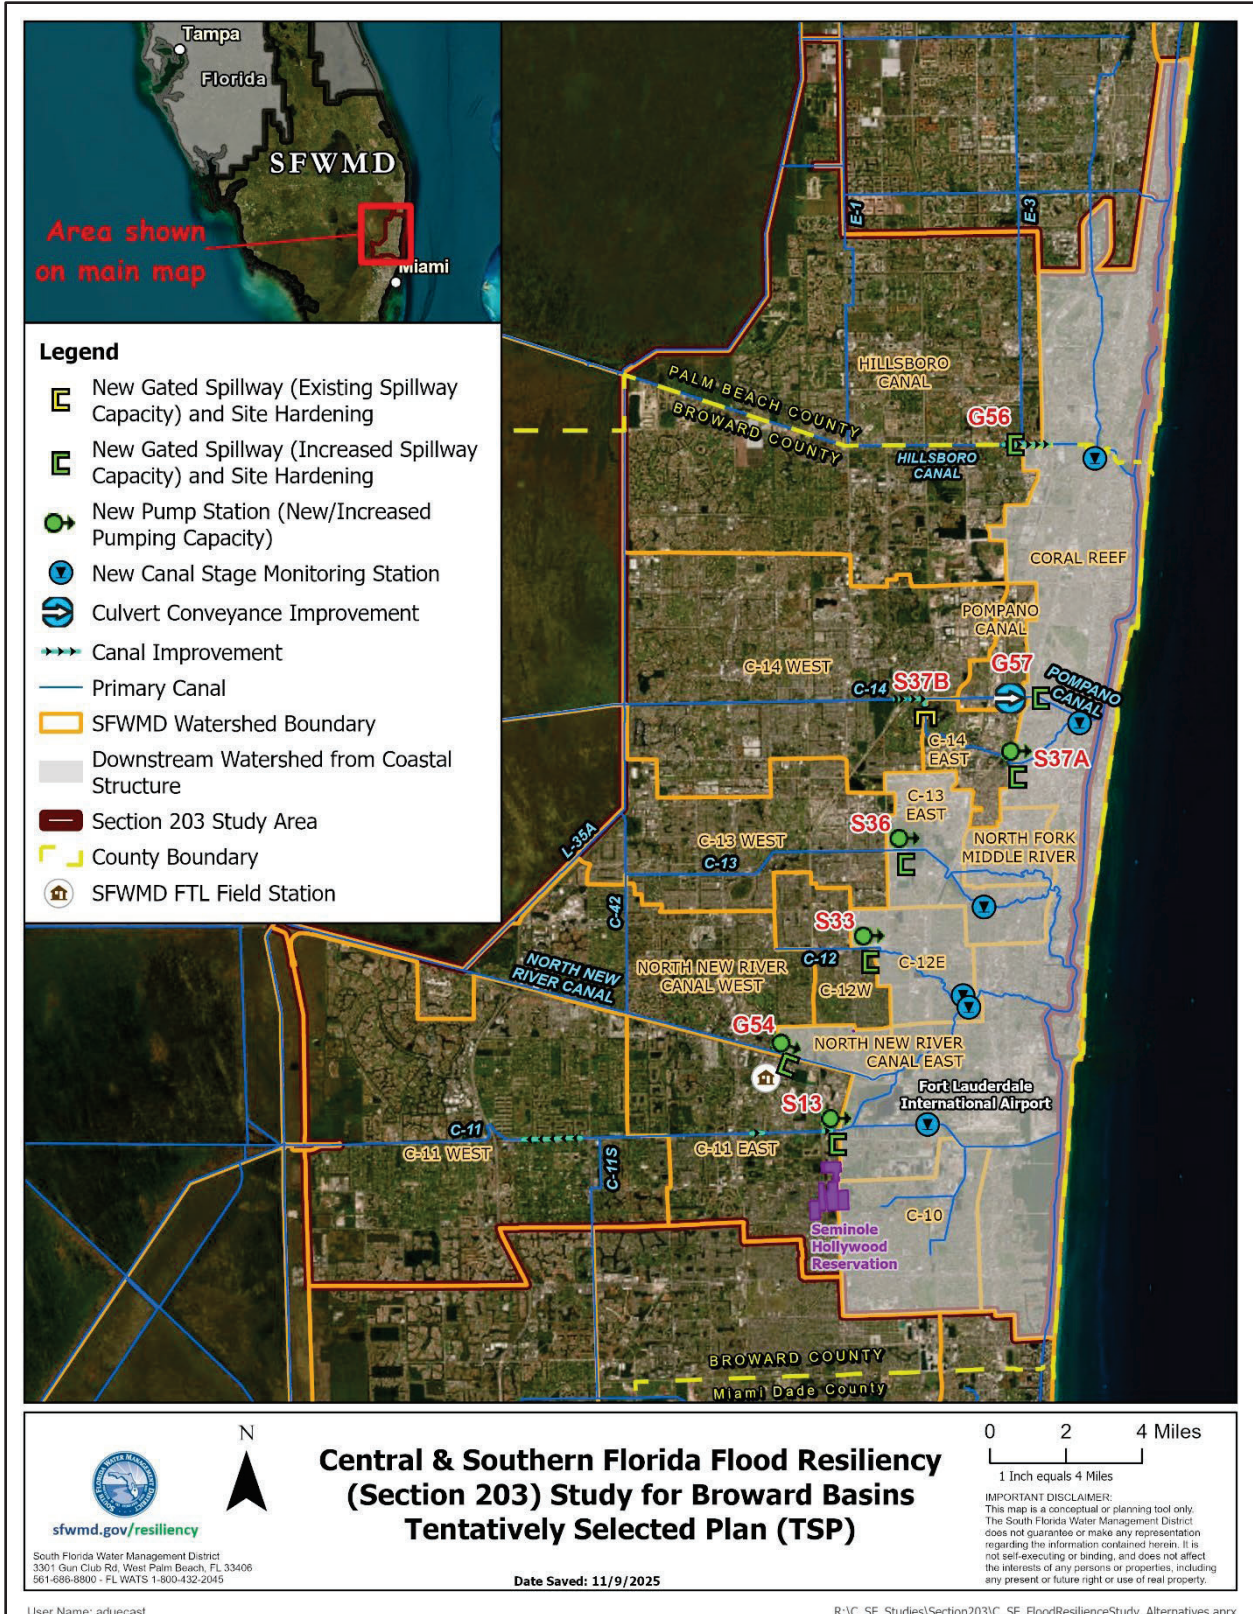 Tampa
Florida
SFWMD
Area shown
on main map
Miami
Legend
New Gated Spillway (Existing Spillway
Capacity) and Site Hardening
New Gated Spillway (Increased Spillway
Capacity) and Site Hardening
New Pump Station (New/Increased
Pumping Capacity)
New Canal Stage Monitoring Station
Culvert Conveyance Improvement
Canal Improvement
Primary Canal
SFWMD Watershed Boundary
Downstream Watershed from Coastal
Structure
Section 203 Study Area
County Boundary
SFWMD FTL Field Station
E-1
E-3
HILLSBORO
CANAL
PALM BEACH COUNTY
BROWARD COUNTY
G56
HILLSBORO
CANAL
CORAL REEF
POMPANO
CANAL
C-14 WEST
C-14
S37B
G57
POMPANO
CANAL
C-14
EAST
S37A
C-13
EAST
S36
C-13 WEST
C-13
NORTH FORK
MIDDLE RIVER
L-35A
C-42
S33
NORTH NEW
RIVER CANAL
NORTH NEW RIVER
CANAL WEST
C-12
C-12E
C-12W
G54
NORTH NEW RIVER
CANAL EAST
Fort Lauderdale
International Airport
S13
C-11
C-11 WEST
C-11S
C-11 EAST
C-10
Seminole
Hollywood
Reservation
BROWARD COUNTY
Miami Dade County
SOUTH FLORIDA WATER MANAGEMENT DISTRICT
sfwmd.gov/resiliency
South Florida Water Management District
3301 Gun Club Rd, West Palm Beach, FL 33406
561-686-8800 - FL WATS 1-800-432-2045
N
Central & Southern Florida Flood Resiliency
(Section 203) Study for Broward Basins
Tentatively Selected Plan (TSP)
Date Saved: 11/9/2025
0 2 4 Miles
1 Inch equals 4 Miles
IMPORTANT DISCLAIMER:
This map is a conceptual or planning tool only.
The South Florida Water Management District
does not guarantee or make any representation
regarding the information contained herein. It is
not self-executing or binding, and does not affect
the interests of any persons or properties, including
any present or future right or use of real property.
User Name: aduecast
R:\C_SF_Studies\Section203\C_SF_FloodResilienceStudy_Alternatives.aprx